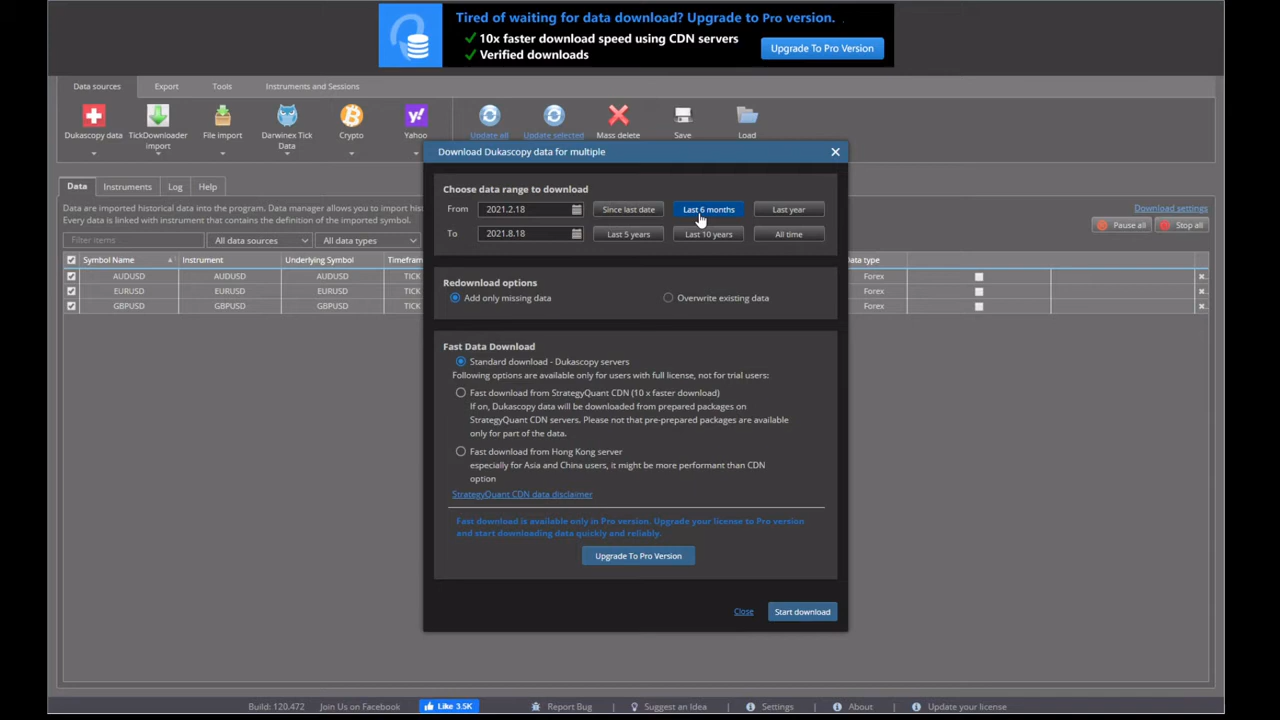 Tired of waiting for data download? Upgrade to Pro version.
✓ 10x faster download speed using CDN servers
✓ Verified downloads
Upgrade To Pro Version
Data sources Export Tools Instruments and Sessions
Dukascopy data TickDownloader import File import Darwinex Tick Data Crypto Yahoo Update all Update selected Mass delete Save Load
Download Dukascopy data for multiple
Data Instruments Log Help
Choose data range to download
From 2021.2.18 Since last date Last 6 months Last year
To 2021.8.18 Last 5 years Last 10 years All time
Data are imported historical data into the program. Data manager allows you to import his
Every data is linked with instrument that contains the definition of the imported symbol.
Download settings
Pause all Stop all
Filter items All data sources All data types
Symbol Name Instrument Underlying Symbol Timefram Data type
AUDUSD AUDUSD AUDUSD TICK Forex
EURUSD EURUSD EURUSD TICK Forex
GBPUSD GBPUSD GBPUSD TICK Forex
Redownload options
Add only missing data Overwrite existing data
Fast Data Download
Standard download - Dukascopy servers
Following options are available only for users with full license, not for trial users:
Fast download from StrategyQuant CDN (10 x faster download)
If on, Dukascopy data will be downloaded from prepared packages on
StrategyQuant CDN servers. Please not that pre-prepared packages are available
only for part of the data.
Fast download from Hong Kong server
especially for Asia and China users, it might be more performant than CDN
option
StrategyQuant CDN data disclaimer
Fast download is available only in Pro version. Upgrade your license to Pro version
and start downloading data quickly and reliably.
Upgrade To Pro Version
Close Start download
Build: 120.472 Join Us on Facebook Like 3.5K Report Bug Suggest an Idea Settings About Update your license